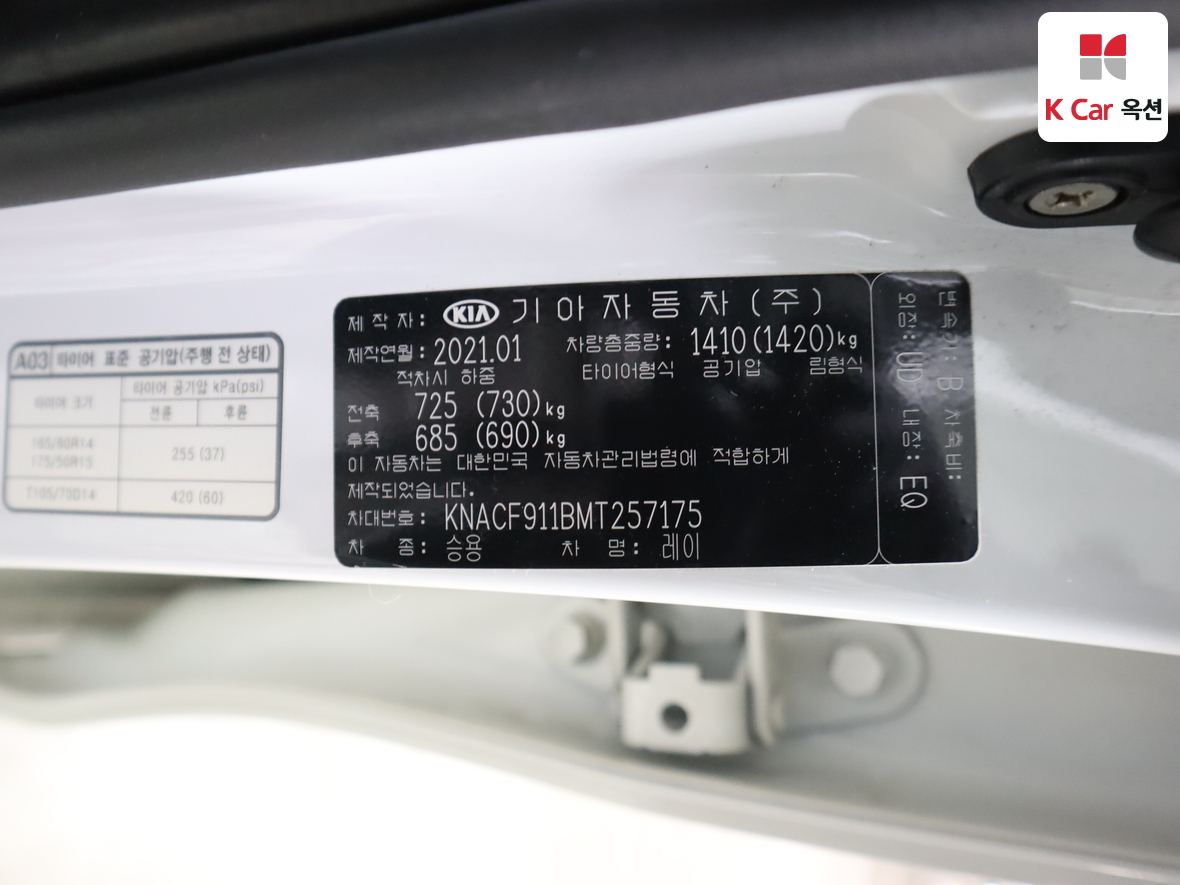 K Car 옥션
제 작 자: KIA 기 아 자 동 차 (주)
제작연월: 2021.01 차량총중량: 1410(1420)kg
적차시 하중 타이어형식 공기압 림형식
전축 725 (730)kg
후축 685 (690)kg
이 자동차는 대한민국 자동차관리법령에 적합하게
제작되었습니다.
차대번호: KNACF911BMT257175
차 종: 승용 차 명: 레이
변속기: B 차축비:
외장: UD 내장: EQ
A03 타이어 표준 공기압(주행 전 상태)
타이어 크기 타이어 공기압 kPa(psi)
전륜 후륜
165/60R14
175/50R15 255 (37)
T105/70D14 420 (60)